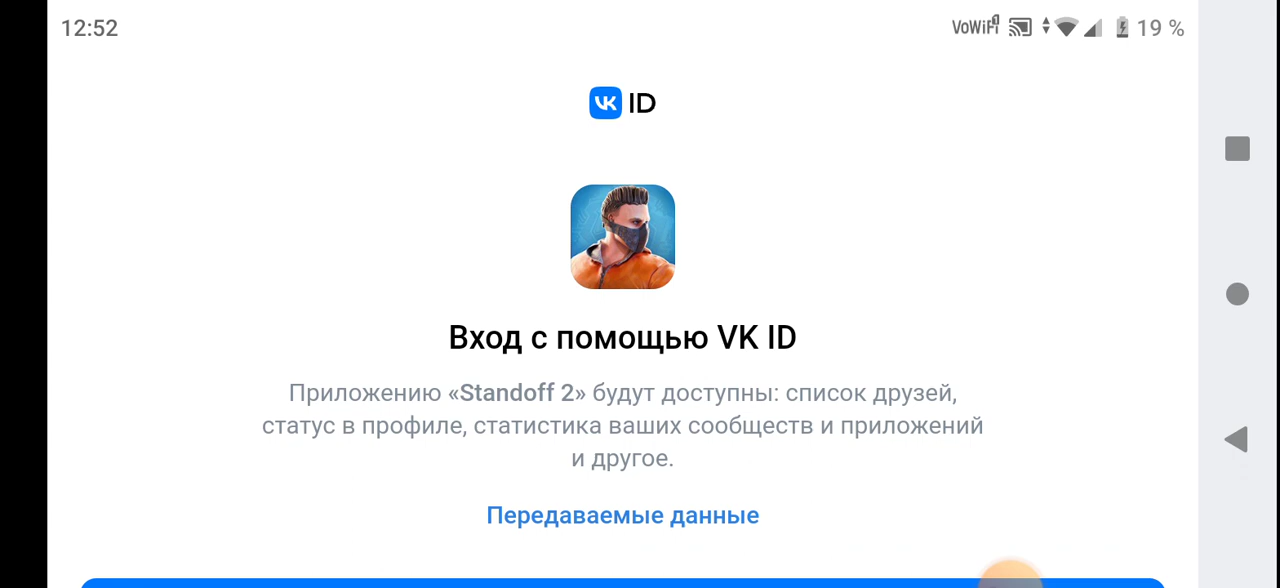 12:52
VoWiFi 19 %
VK ID
Вход с помощью VK ID
Приложению «Standoff 2» будут доступны: список друзей,
статус в профиле, статистика ваших сообществ и приложений
и другое.
Передаваемые данные